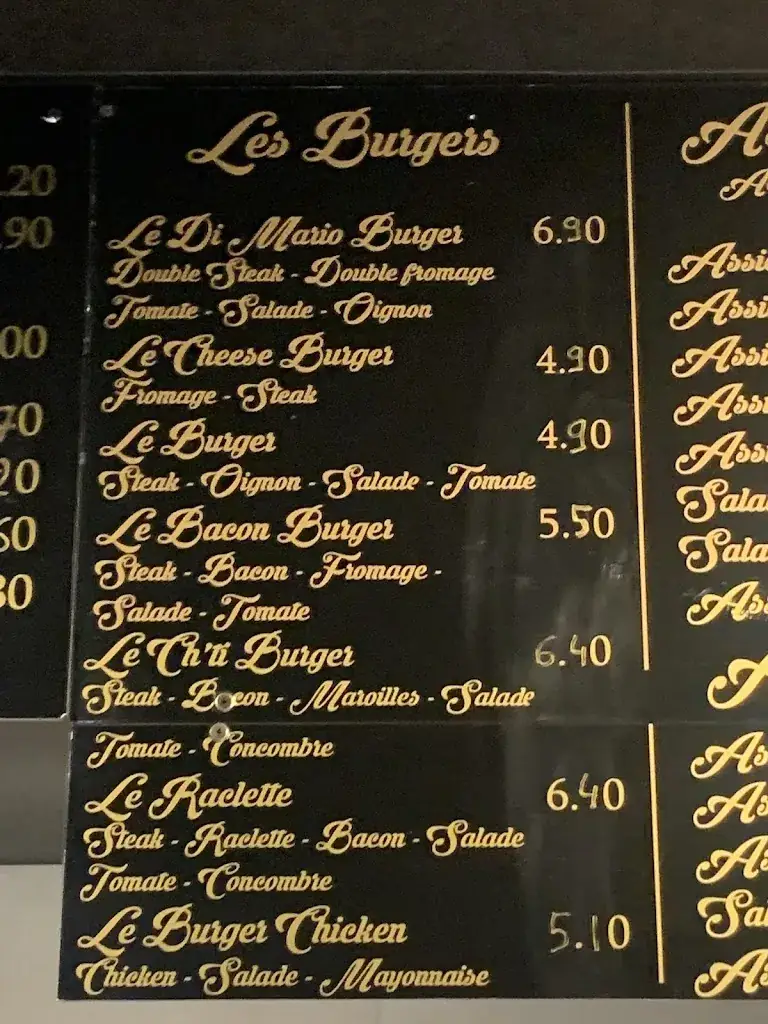 Les Burgers
Le Di Mario Burger 6.90
Double Steak - Double fromage
Tomate - Salade - Oignon
Le Cheese Burger 4.90
Fromage - Steak
Le Burger 4.90
Steak - Oignon - Salade - Tomate
Le Bacon Burger 5.50
Steak - Bacon - Fromage -
Salade - Tomate
Le Ch'ti Burger 6.40
Steak - Bacon - Maroilles - Salade
Tomate - Concombre
Le Raclette 6.40
Steak - Raclette - Bacon - Salade
Tomate - Concombre
Le Burger Chicken 5.10
Chicken - Salade - Mayonnaise